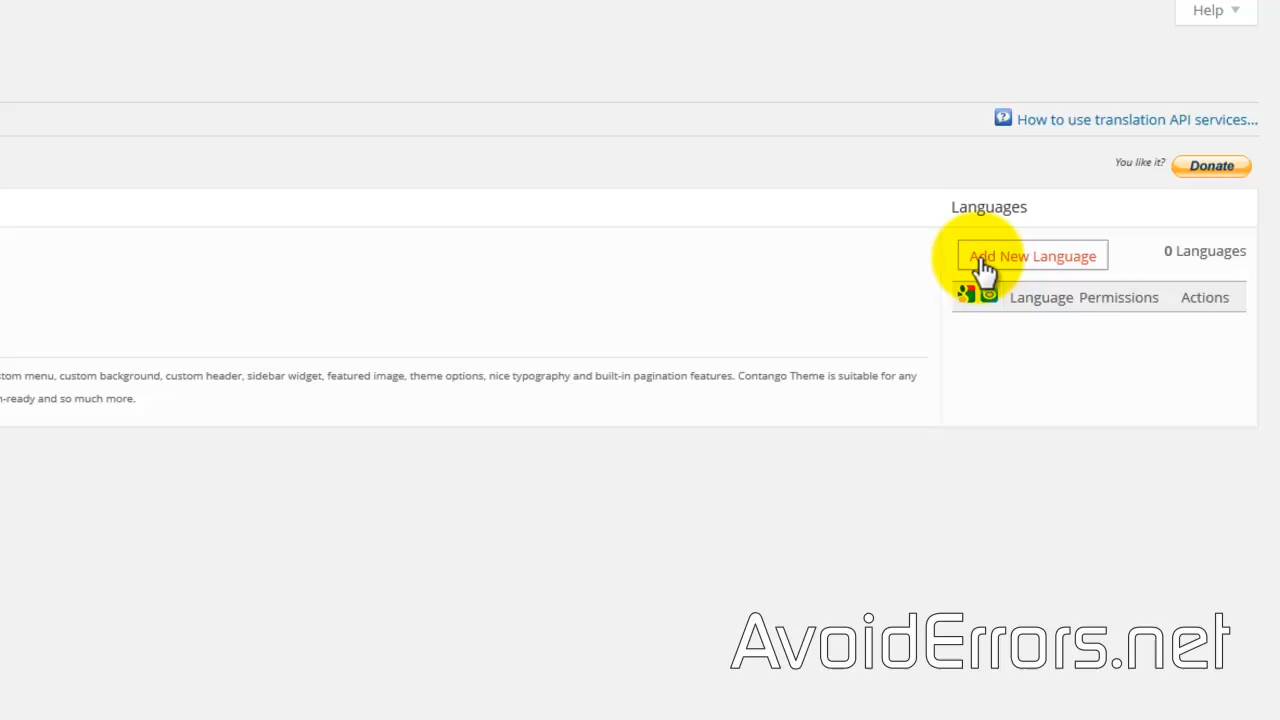 Help
How to use translation API services...
You like it? Donate
Languages
Add New Language
0 Languages
Language Permissions Actions
custom menu, custom background, custom header, sidebar widget, featured image, theme options, nice typography and built-in pagination features. Contango Theme is suitable for any
n-ready and so much more.
AvoidErrors.net